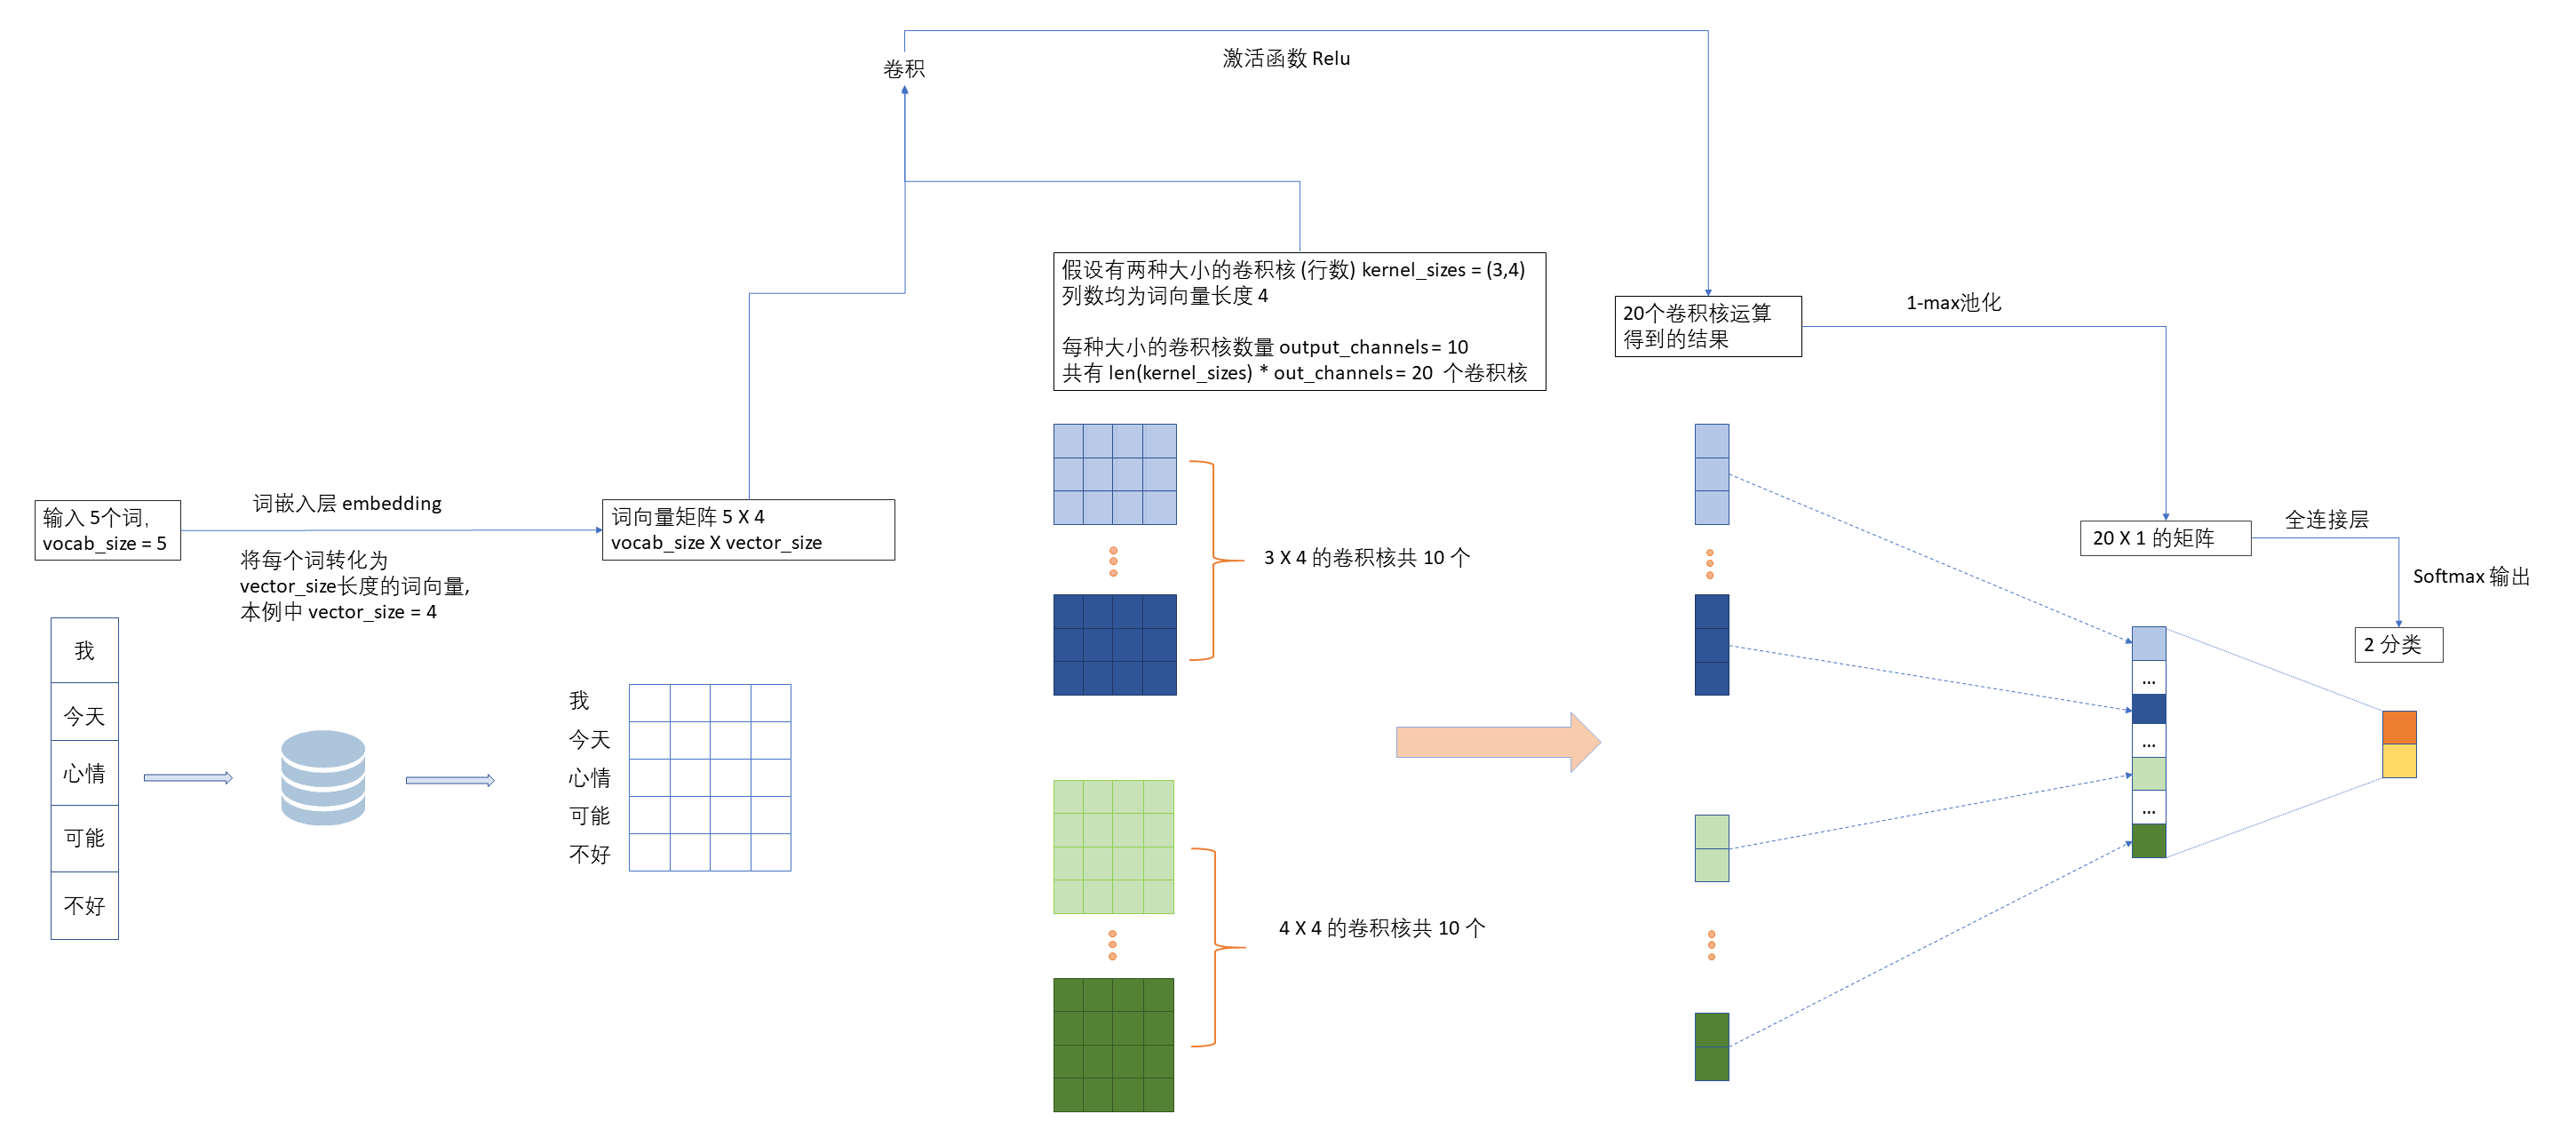 卷积
激活函数 Relu
假设有两种大小的卷积核 (行数) kernel_sizes = (3,4)
列数均为词向量长度 4
每种大小的卷积核数量 output_channels = 10
共有 len(kernel_sizes) * out_channels = 20 个卷积核
20个卷积核运算
得到的结果
1-max池化
输入 5个词,
vocab_size = 5
词嵌入层 embedding
将每个词转化为
vector_size长度的词向量,
本例中 vector_size = 4
词向量矩阵 5 X 4
vocab_size X vector_size
3 X 4 的卷积核共 10 个
20 X 1 的矩阵
全连接层
Softmax 输出
2 分类
我
今天
心情
可能
不好
我
今天
心情
可能
不好
...
...
...
4 X 4 的卷积核共 10 个